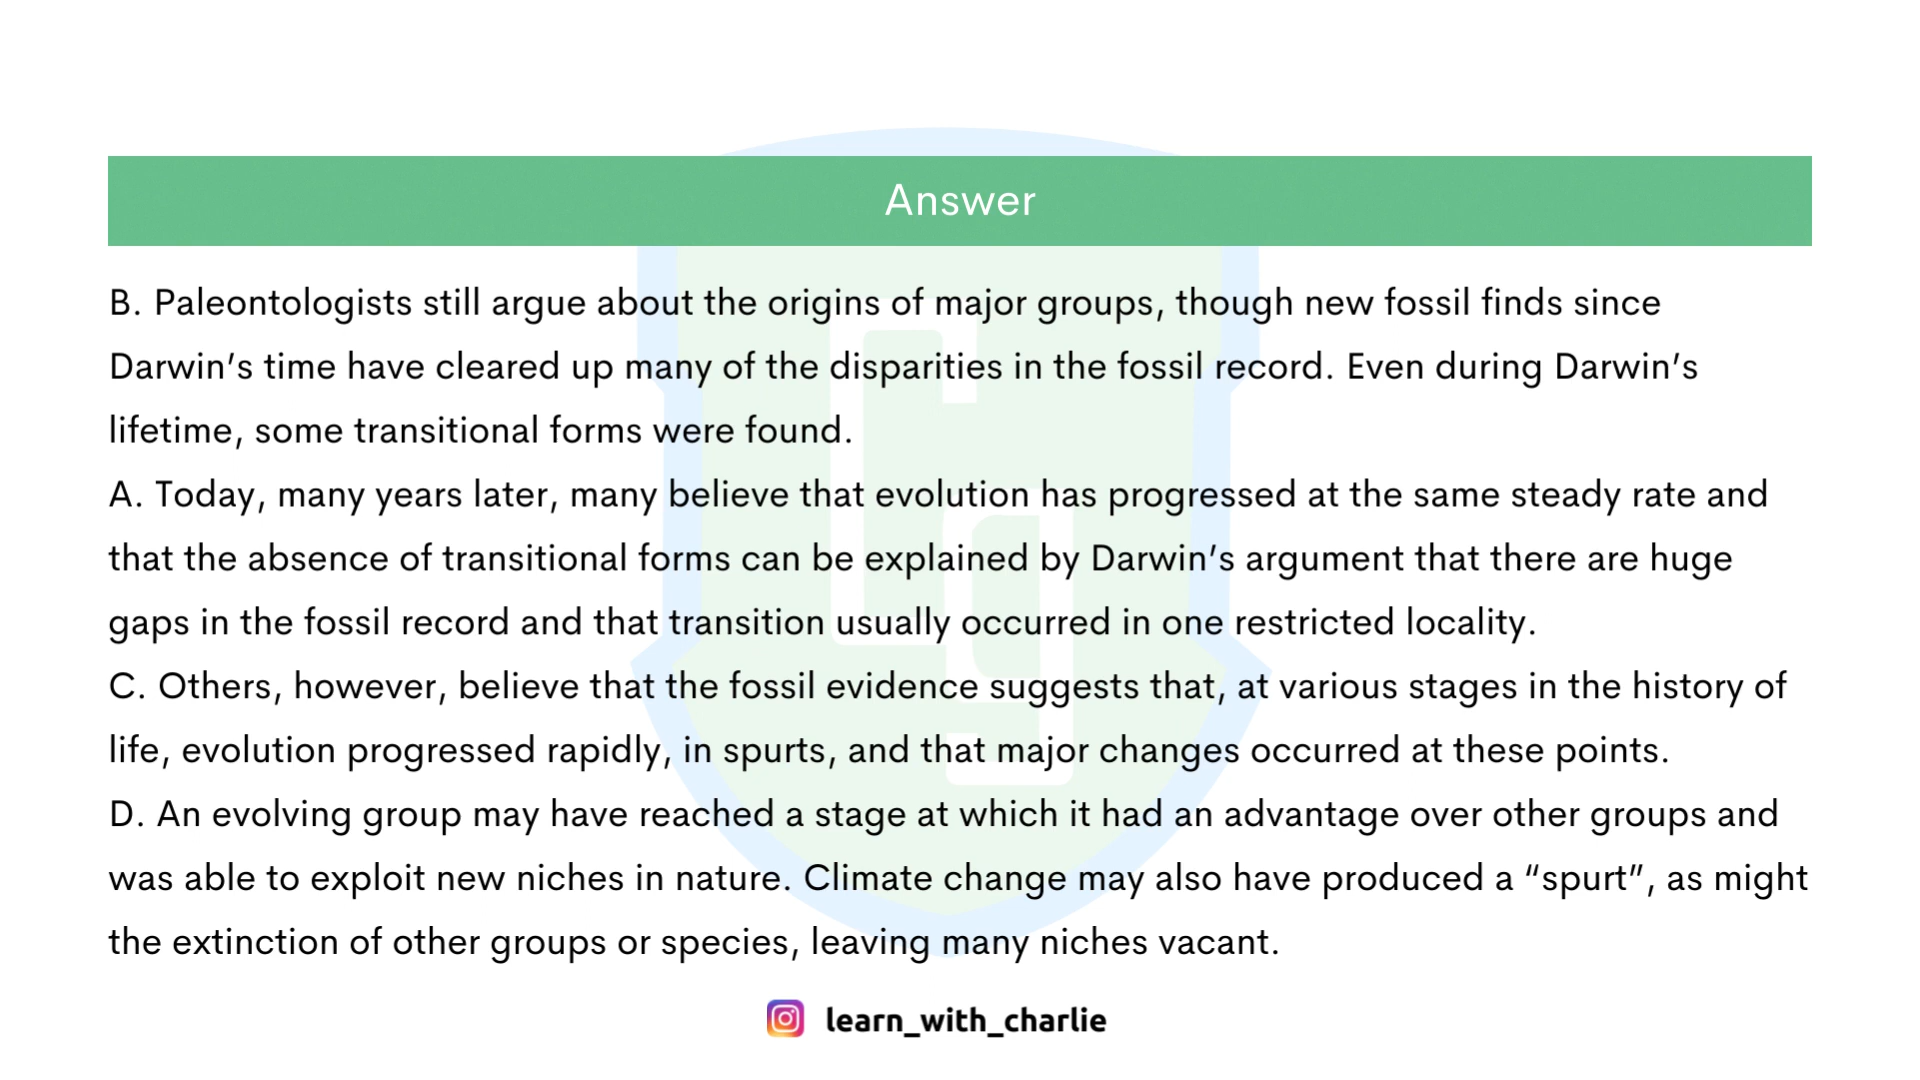 Answer
B. Paleontologists still argue about the origins of major groups, though new fossil finds since
Darwin’s time have cleared up many of the disparities in the fossil record. Even during Darwin’s
lifetime, some transitional forms were found.
A. Today, many years later, many believe that evolution has progressed at the same steady rate and
that the absence of transitional forms can be explained by Darwin’s argument that there are huge
gaps in the fossil record and that transition usually occurred in one restricted locality.
C. Others, however, believe that the fossil evidence suggests that, at various stages in the history of
life, evolution progressed rapidly, in spurts, and that major changes occurred at these points.
D. An evolving group may have reached a stage at which it had an advantage over other groups and
was able to exploit new niches in nature. Climate change may also have produced a “spurt”, as might
the extinction of other groups or species, leaving many niches vacant.
learn_with_charlie